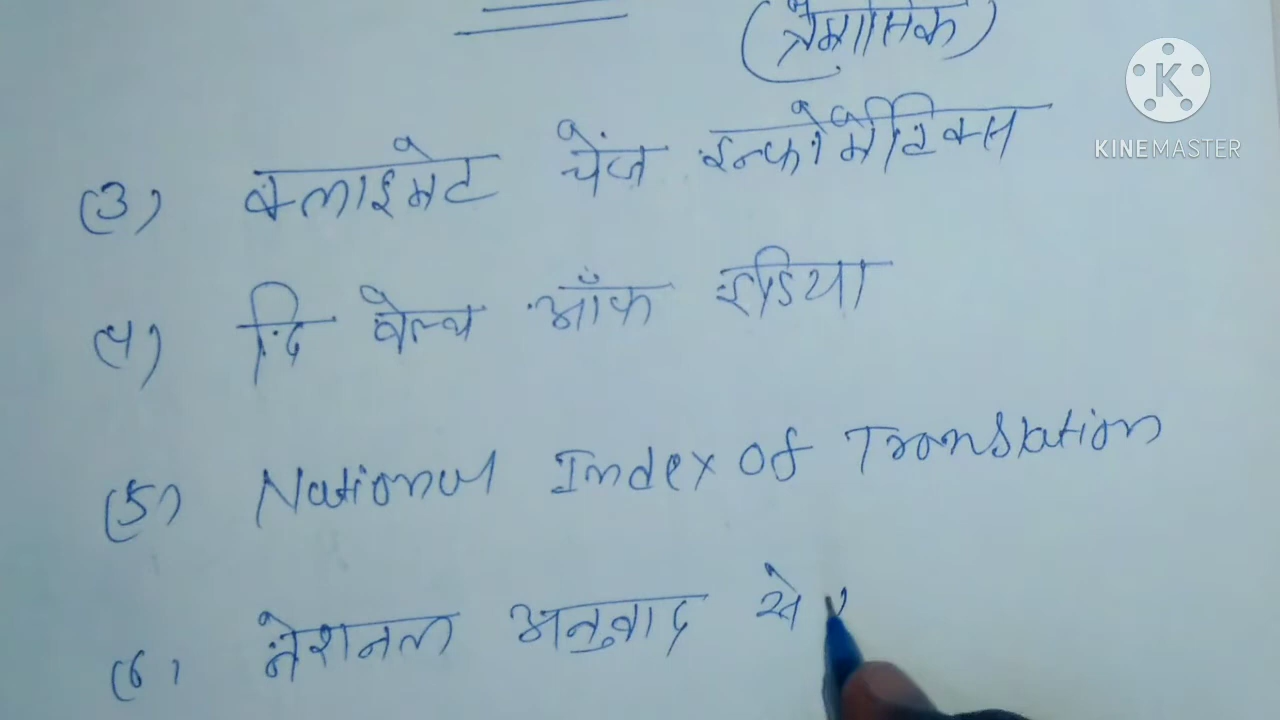 (त्रैमासिक)
K
KINEMASTER
(3) क्लाइमेट चेंज इन्फोर्मेटिक्स
(4) दि वेल्थ ऑफ इंडिया
(5) National Index of Translation
(6) नेशनल अनुवाद से